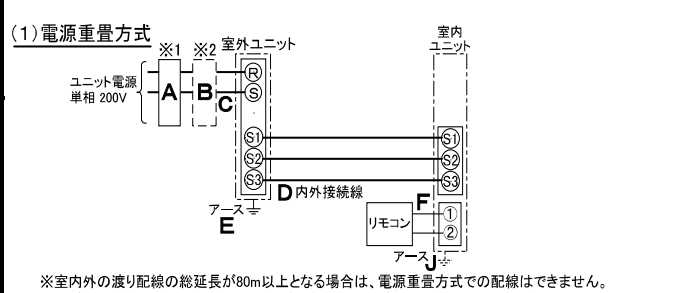 (1)電源重畳方式
※1
※2
室外ユニット
室内
ユニット
ユニット電源
単相 200V
A
B
C
R
S
S1
S2
S3
S1
S2
S3
D 内外接続線
アース
E
F
リモコン
①
②
アース J
※室内外の渡り配線の総延長が80m以上となる場合は、電源重畳方式での配線はできません。